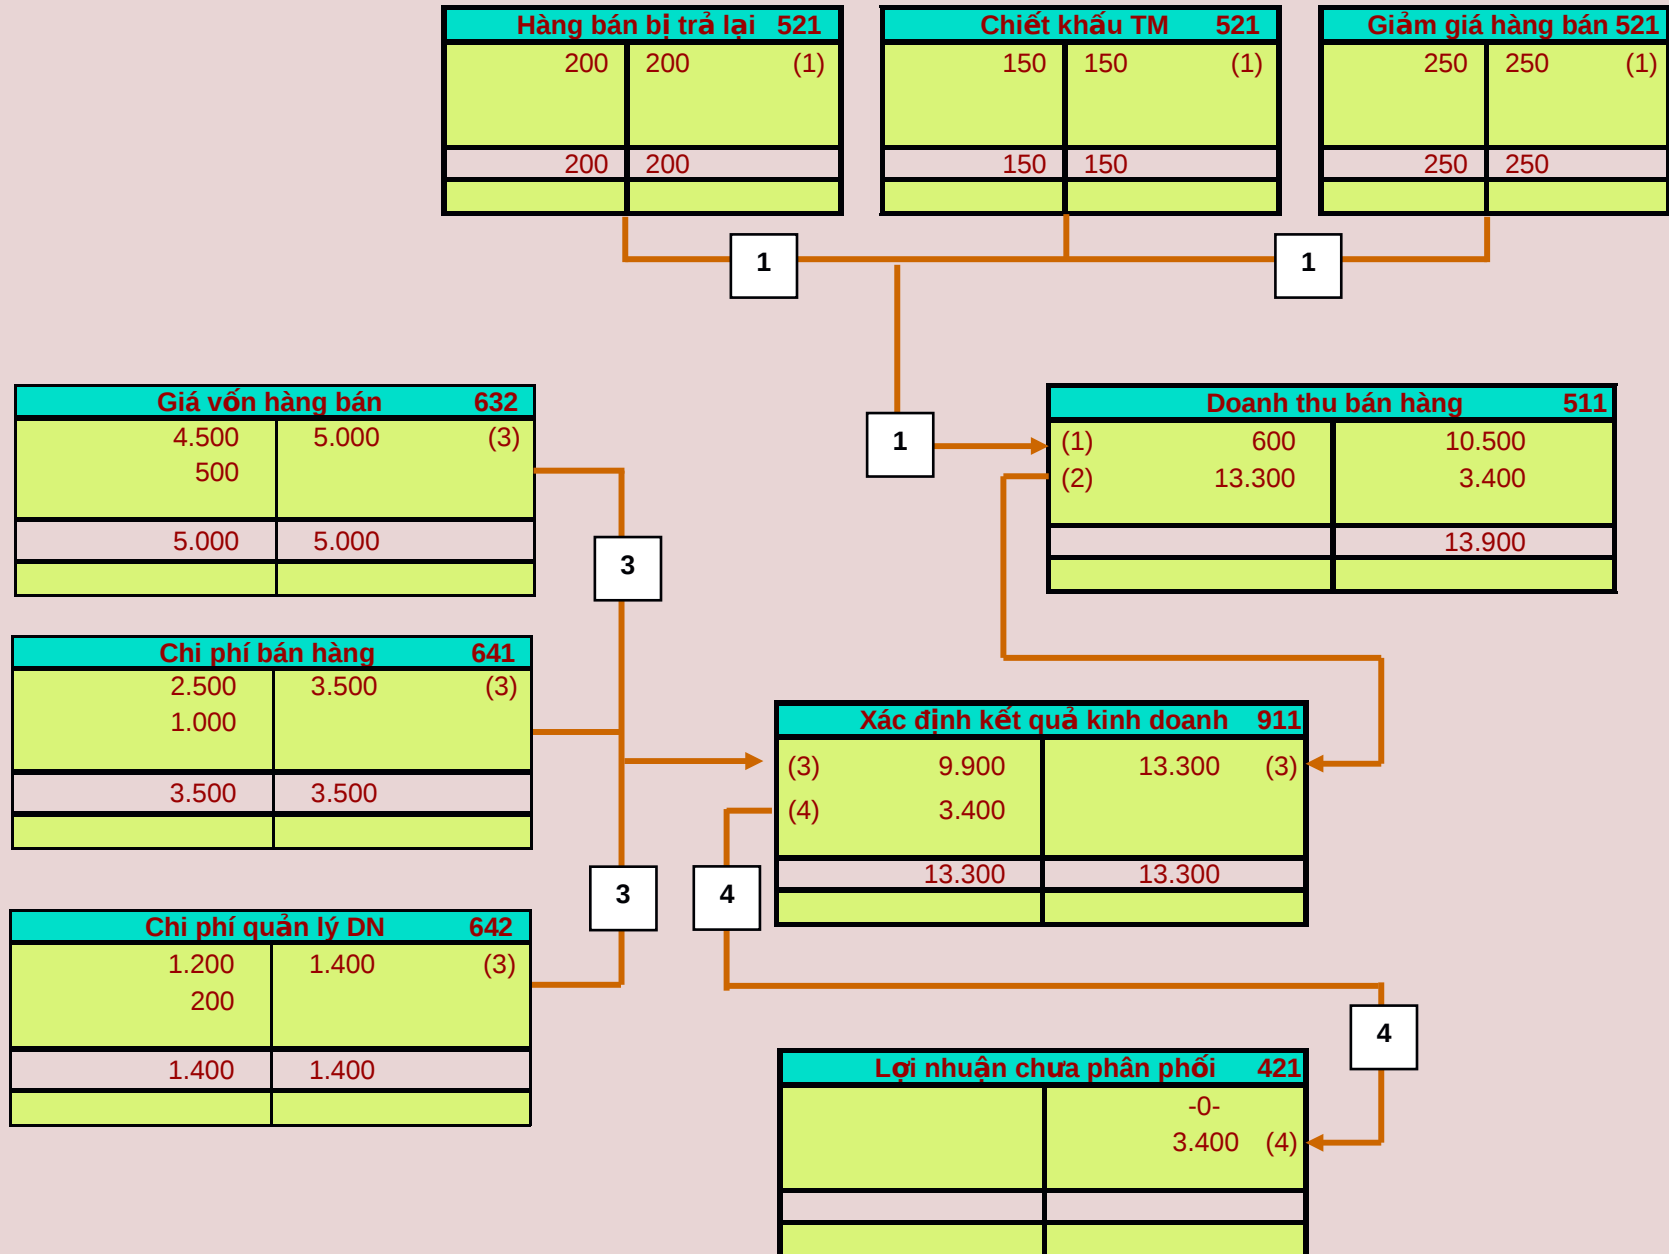 Hàng bán bị trả lại 521
200 200 (1)
200 200
Chiết khấu TM 521
150 150 (1)
150 150
Giảm giá hàng bán 521
250 250 (1)
250 250
1
1
Giá vốn hàng bán 632
4.500 5.000 (3)
500
5.000 5.000
1
Doanh thu bán hàng 511
(1) 600 10.500
(2) 13.300 3.400
13.900
3
Chi phí bán hàng 641
2.500 3.500 (3)
1.000
3.500 3.500
Xác định kết quả kinh doanh 911
(3) 9.900 13.300 (3)
(4) 3.400
13.300 13.300
3
4
Chi phí quản lý DN 642
1.200 1.400 (3)
200
1.400 1.400
4
Lợi nhuận chưa phân phối 421
-0-
3.400 (4)